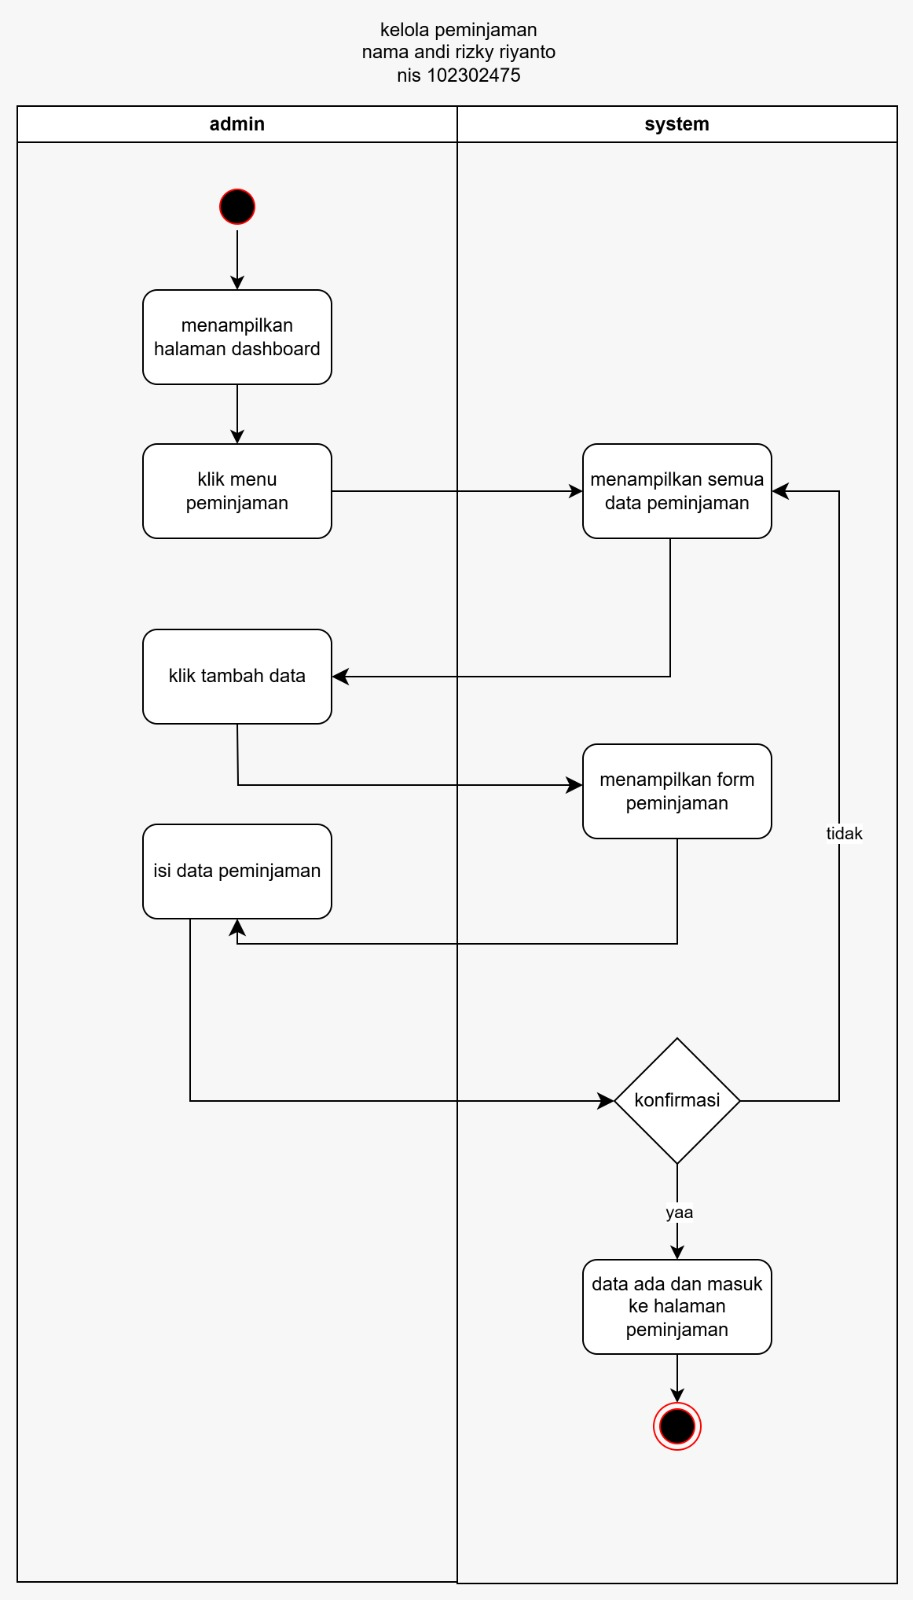 kelola peminjaman
nama andi rizky riyanto
nis 102302475
admin
system
menampilkan
halaman dashboard
klik menu
peminjaman
menampilkan semua
data peminjaman
klik tambah data
menampilkan form
peminjaman
tidak
isi data peminjaman
konfirmasi
yaa
data ada dan masuk
ke halaman
peminjaman